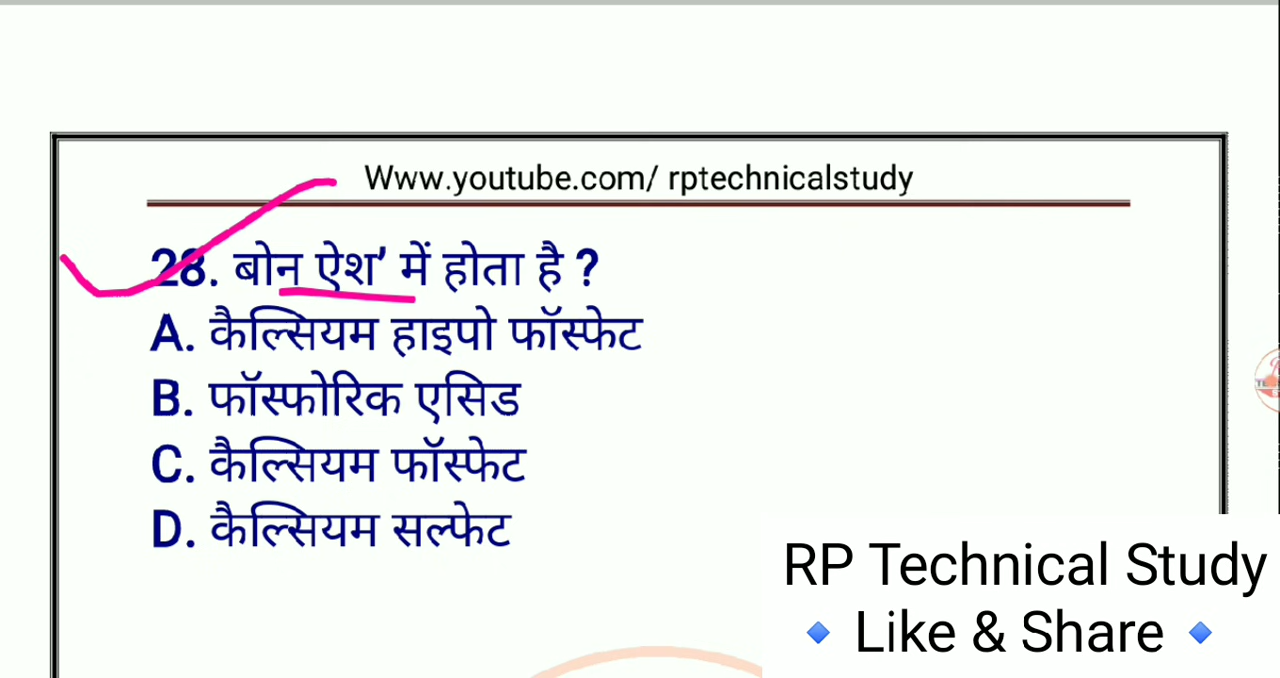 Www.youtube.com/ rptechnicalstudy
28. बोन ऐश’ में होता है ?
A. कैल्सियम हाइपो फॉस्फेट
B. फॉस्फोरिक एसिड
C. कैल्सियम फॉस्फेट
D. कैल्सियम सल्फेट
RP Technical Study
🔹 Like & Share 🔹